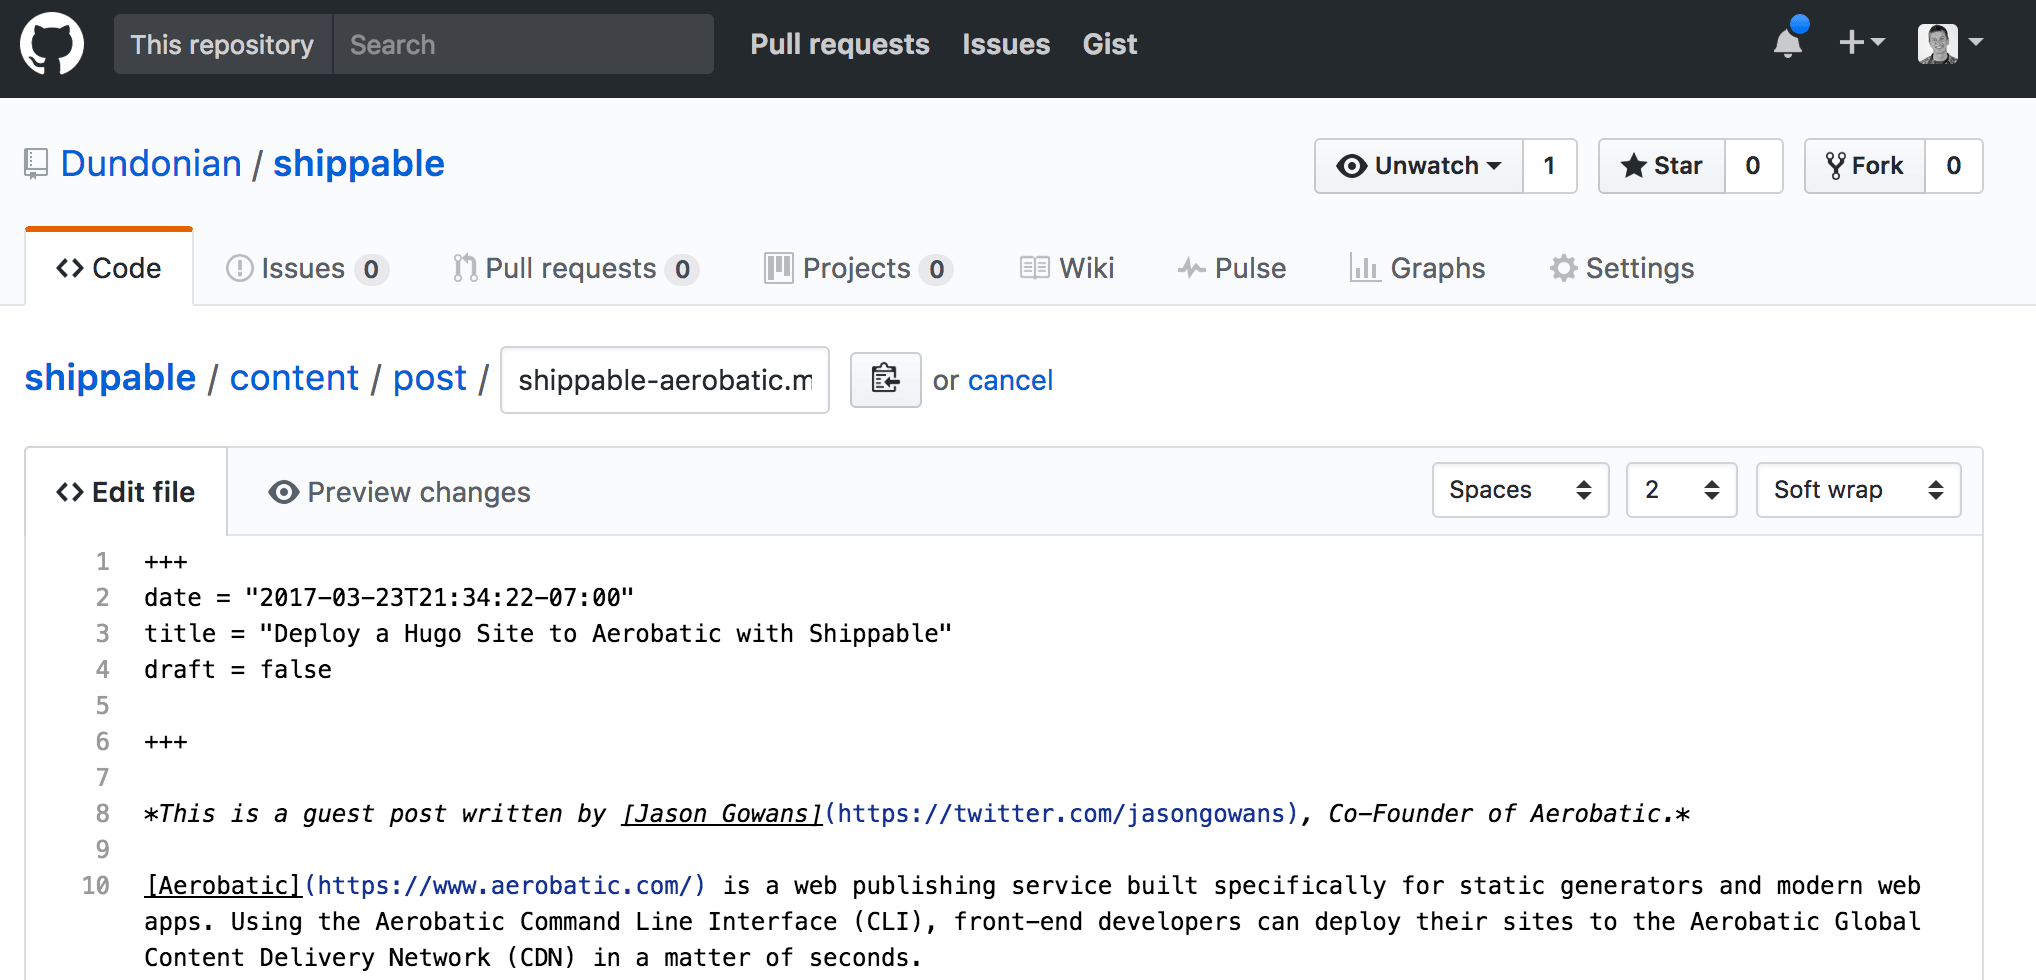 This repository Search Pull requests Issues Gist
Dundonian / shippable Unwatch 1 Star 0 Fork 0
Code Issues 0 Pull requests 0 Projects 0 Wiki Pulse Graphs Settings
shippable / content / post / shippable-aerobatic.m or cancel
Edit file Preview changes Spaces 2 Soft wrap
1 +++
2 date = "2017-03-23T21:34:22-07:00"
3 title = "Deploy a Hugo Site to Aerobatic with Shippable"
4 draft = false
5
6 +++
7
8 *This is a guest post written by [Jason Gowans](https://twitter.com/jasongowans), Co-Founder of Aerobatic.*
9
10 [Aerobatic](https://www.aerobatic.com/) is a web publishing service built specifically for static generators and modern web
apps. Using the Aerobatic Command Line Interface (CLI), front-end developers can deploy their sites to the Aerobatic Global
Content Delivery Network (CDN) in a matter of seconds.